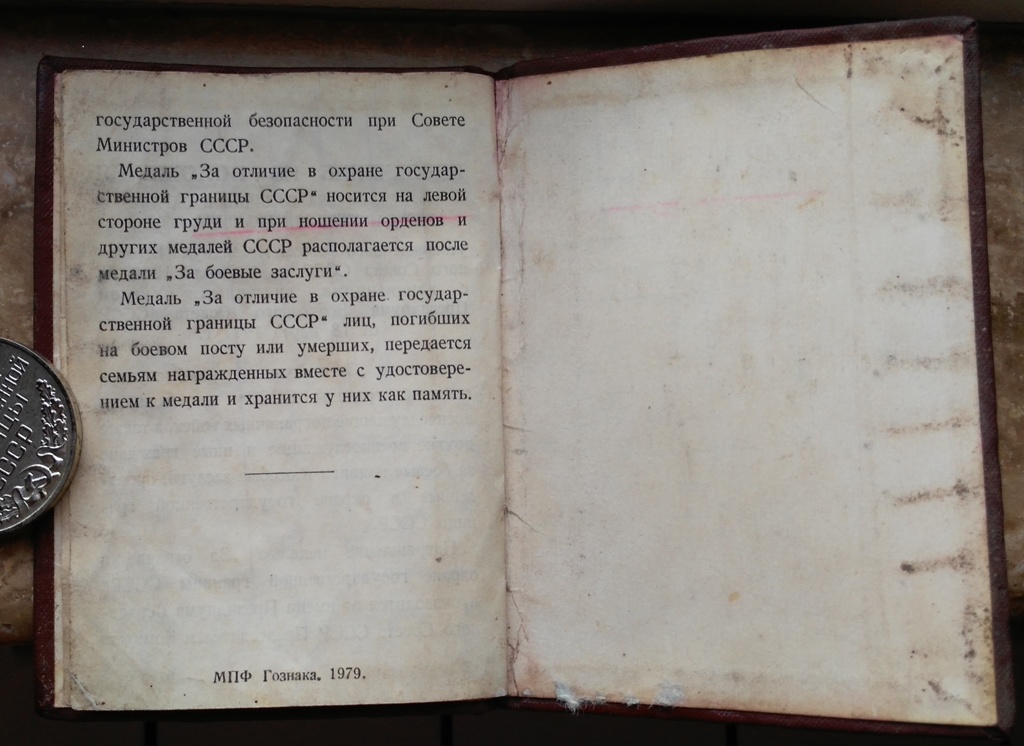 государственной безопасности при Совете
Министров СССР.
Медаль „За отличие в охране государ-
ственной границы СССР“ носится на левой
стороне груди и при ношении орденов и
других медалей СССР располагается после
медали „За боевые заслуги“.
Медаль „За отличие в охране государ-
ственной границы СССР“ лиц, погибших
на боевом посту или умерших, передается
семьям награжденных вместе с удостовере-
нием к медали и хранится у них как память.
МПФ Гознака. 1979.
СССР